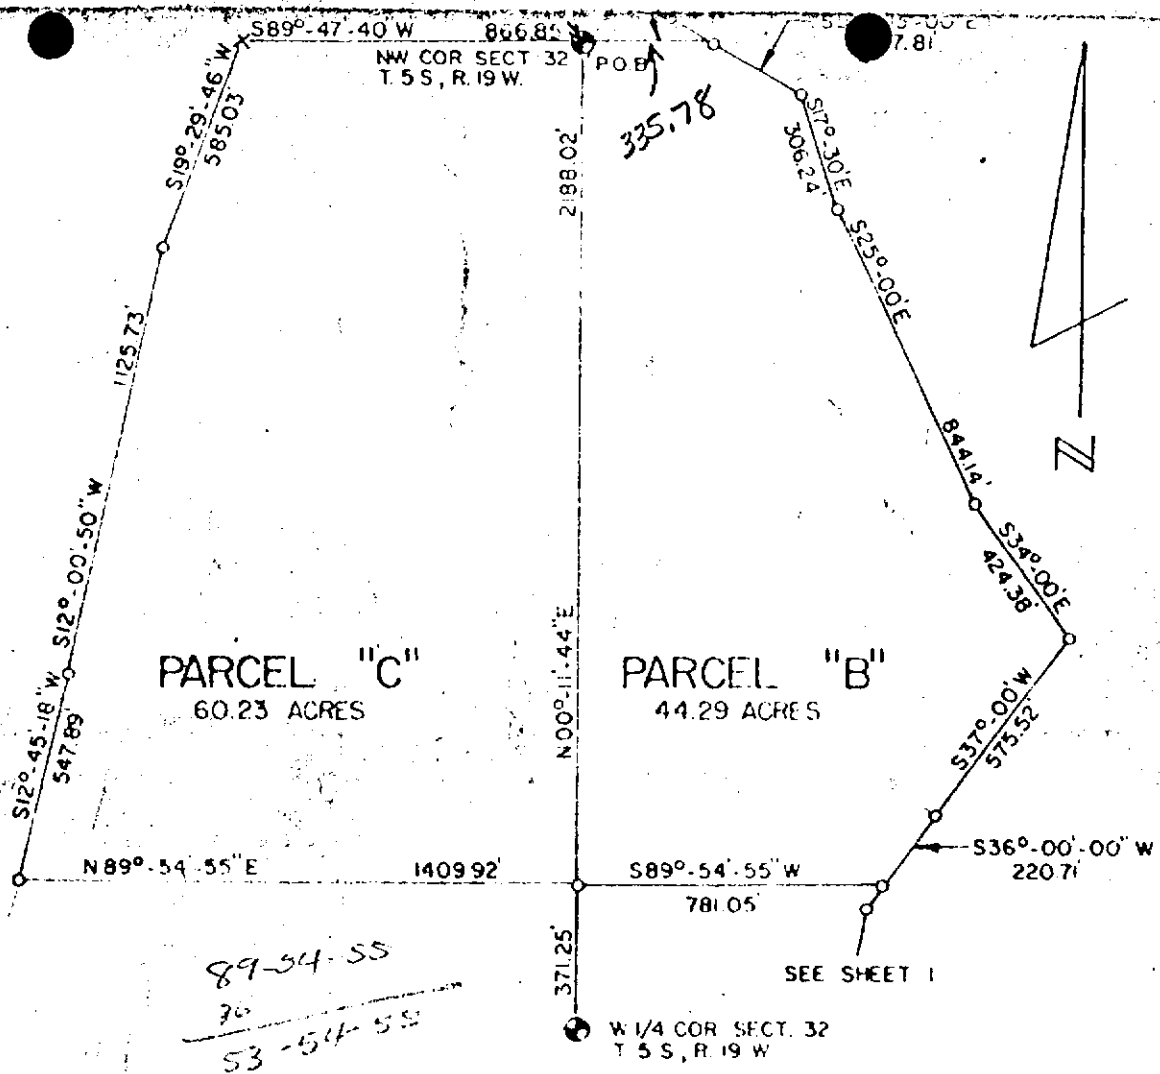 S89°-47'-40"W 866.85'
NW COR SECT 32
T. 5 S, R. 19 W.
P.O.B.
335.78
7.81
S17°-30'E
306.24'
S19°-29'-46"W
585.03'
2188.02'
S25°-00'E
844.14'
1125.73'
S12°-00'-50"W
N
S34°-00'E
424.38'
N00°-11'-44"E
PARCEL "C"
60.23 ACRES
PARCEL "B"
44.29 ACRES
S12°-45'-18"W
547.89'
S37°-00'W
573.52'
S36°-00'-00"W
220.71'
N89°-54'-55"E 1409.92'
S89°-54'-55"W
781.05'
371.25'
SEE SHEET 1
89-54-55
36
53-54-55
W 1/4 COR SECT. 32
T 5 S, R. 19 W